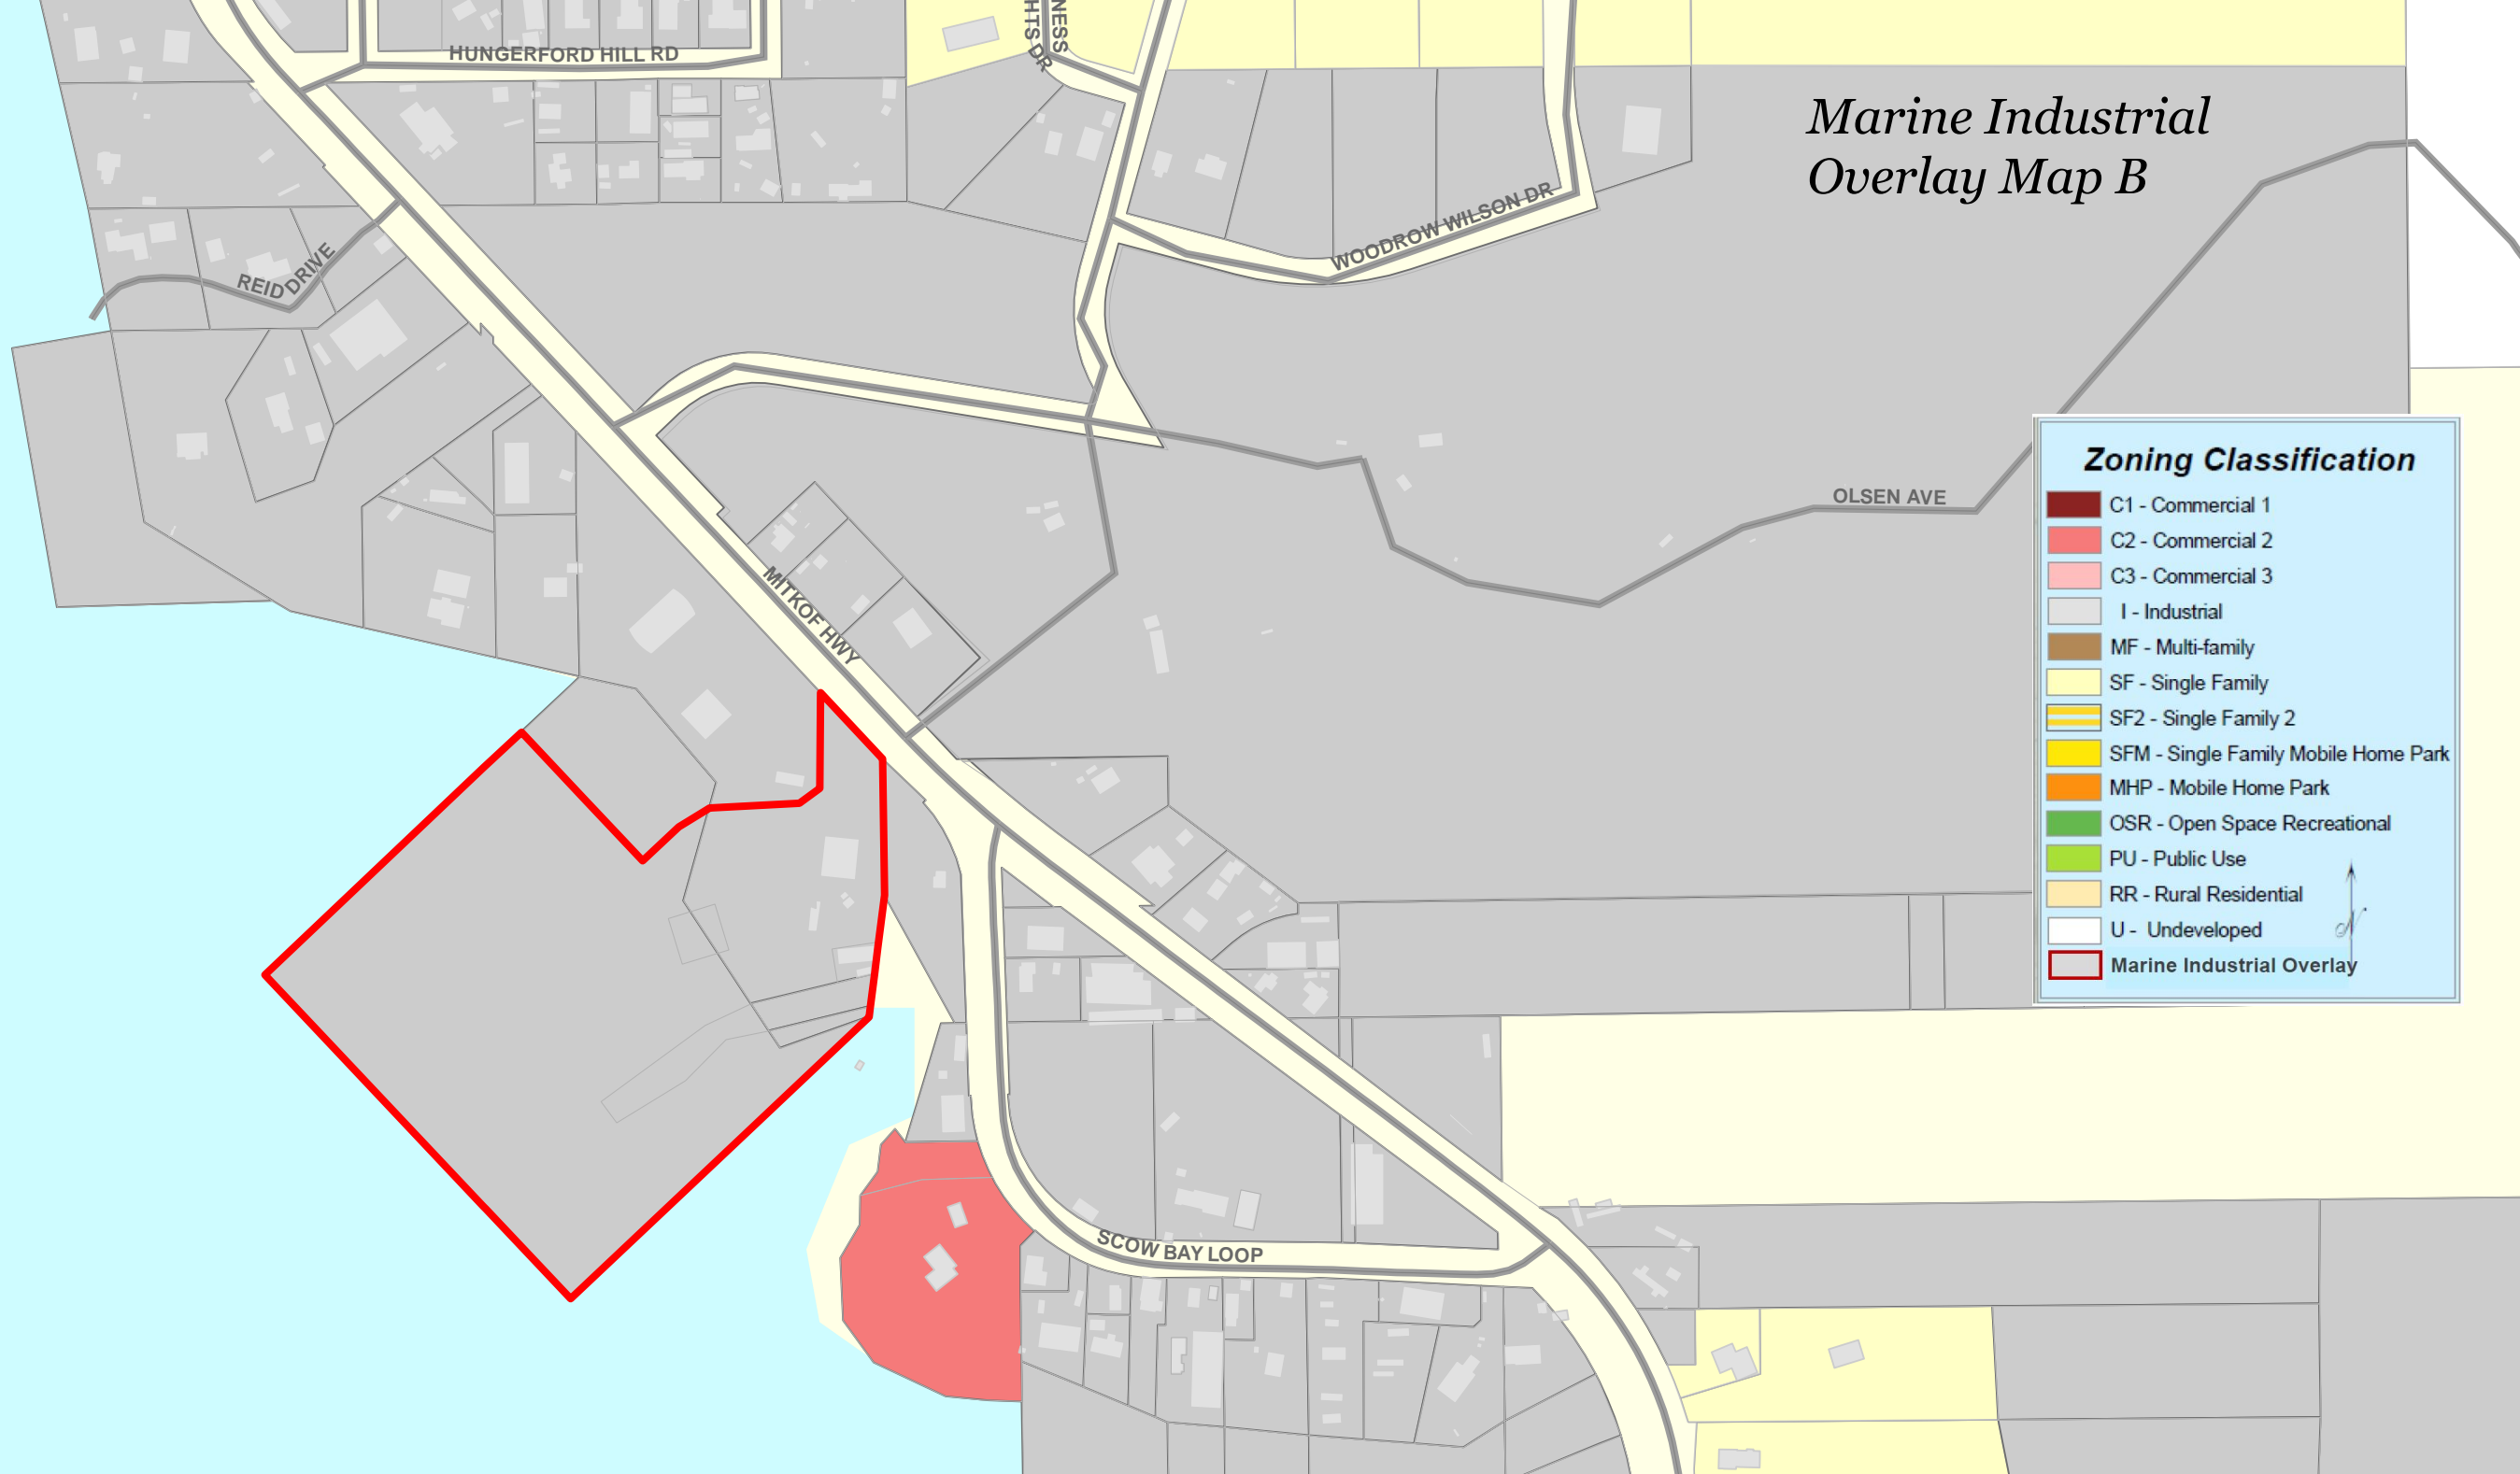 HTS DR
NESS
HUNGERFORD HILL RD
Marine Industrial
Overlay Map B
WOODROW WILSON DR
REID DRIVE
Zoning Classification
OLSEN AVE
C1 - Commercial 1
C2 - Commercial 2
C3 - Commercial 3
I - Industrial
MF - Multi-family
SF - Single Family
SF2 - Single Family 2
SFM - Single Family Mobile Home Park
MHP - Mobile Home Park
OSR - Open Space Recreational
PU - Public Use
RR - Rural Residential
U - Undeveloped
N
Marine Industrial Overlay
MITKOF HWY
SCOW BAY LOOP